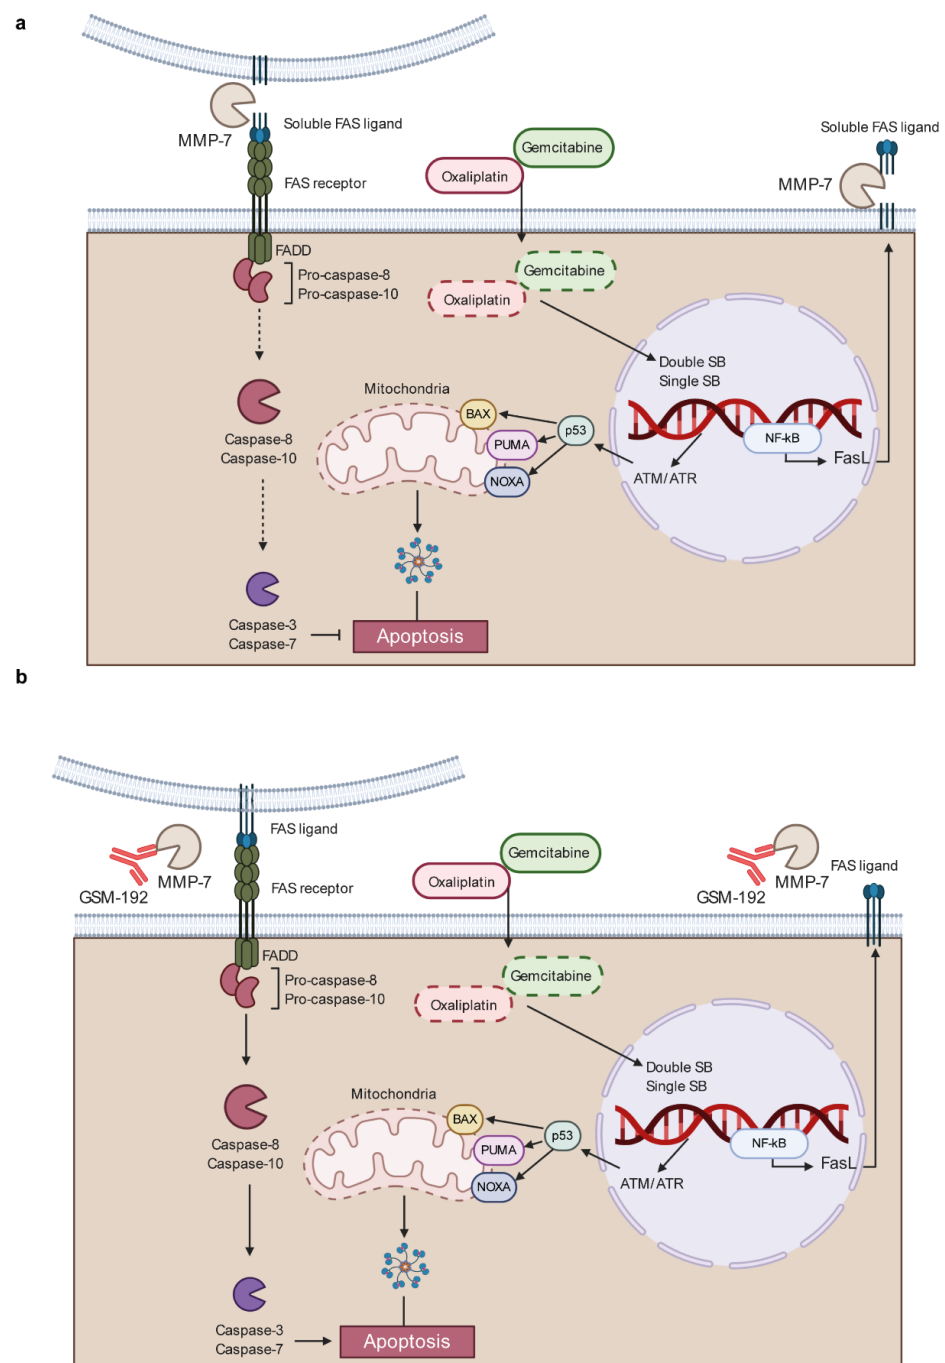 a
MMP-7
Soluble FAS ligand
FAS receptor
Gemcitabine
Oxaliplatin
Soluble FAS ligand
MMP-7
FADD
Pro-caspase-8
Pro-caspase-10
Gemcitabine
Oxaliplatin
Double SB
Single SB
Mitochondria
BAX
PUMA
NOXA
p53
NF-kB
FasL
ATM/ATR
Caspase-8
Caspase-10
Caspase-3
Caspase-7
Apoptosis
b
FAS ligand
MMP-7
GSM-192
FAS receptor
Gemcitabine
Oxaliplatin
MMP-7
GSM-192
FAS ligand
FADD
Pro-caspase-8
Pro-caspase-10
Gemcitabine
Oxaliplatin
Double SB
Single SB
Mitochondria
BAX
PUMA
NOXA
p53
NF-kB
FasL
ATM/ATR
Caspase-8
Caspase-10
Caspase-3
Caspase-7
Apoptosis